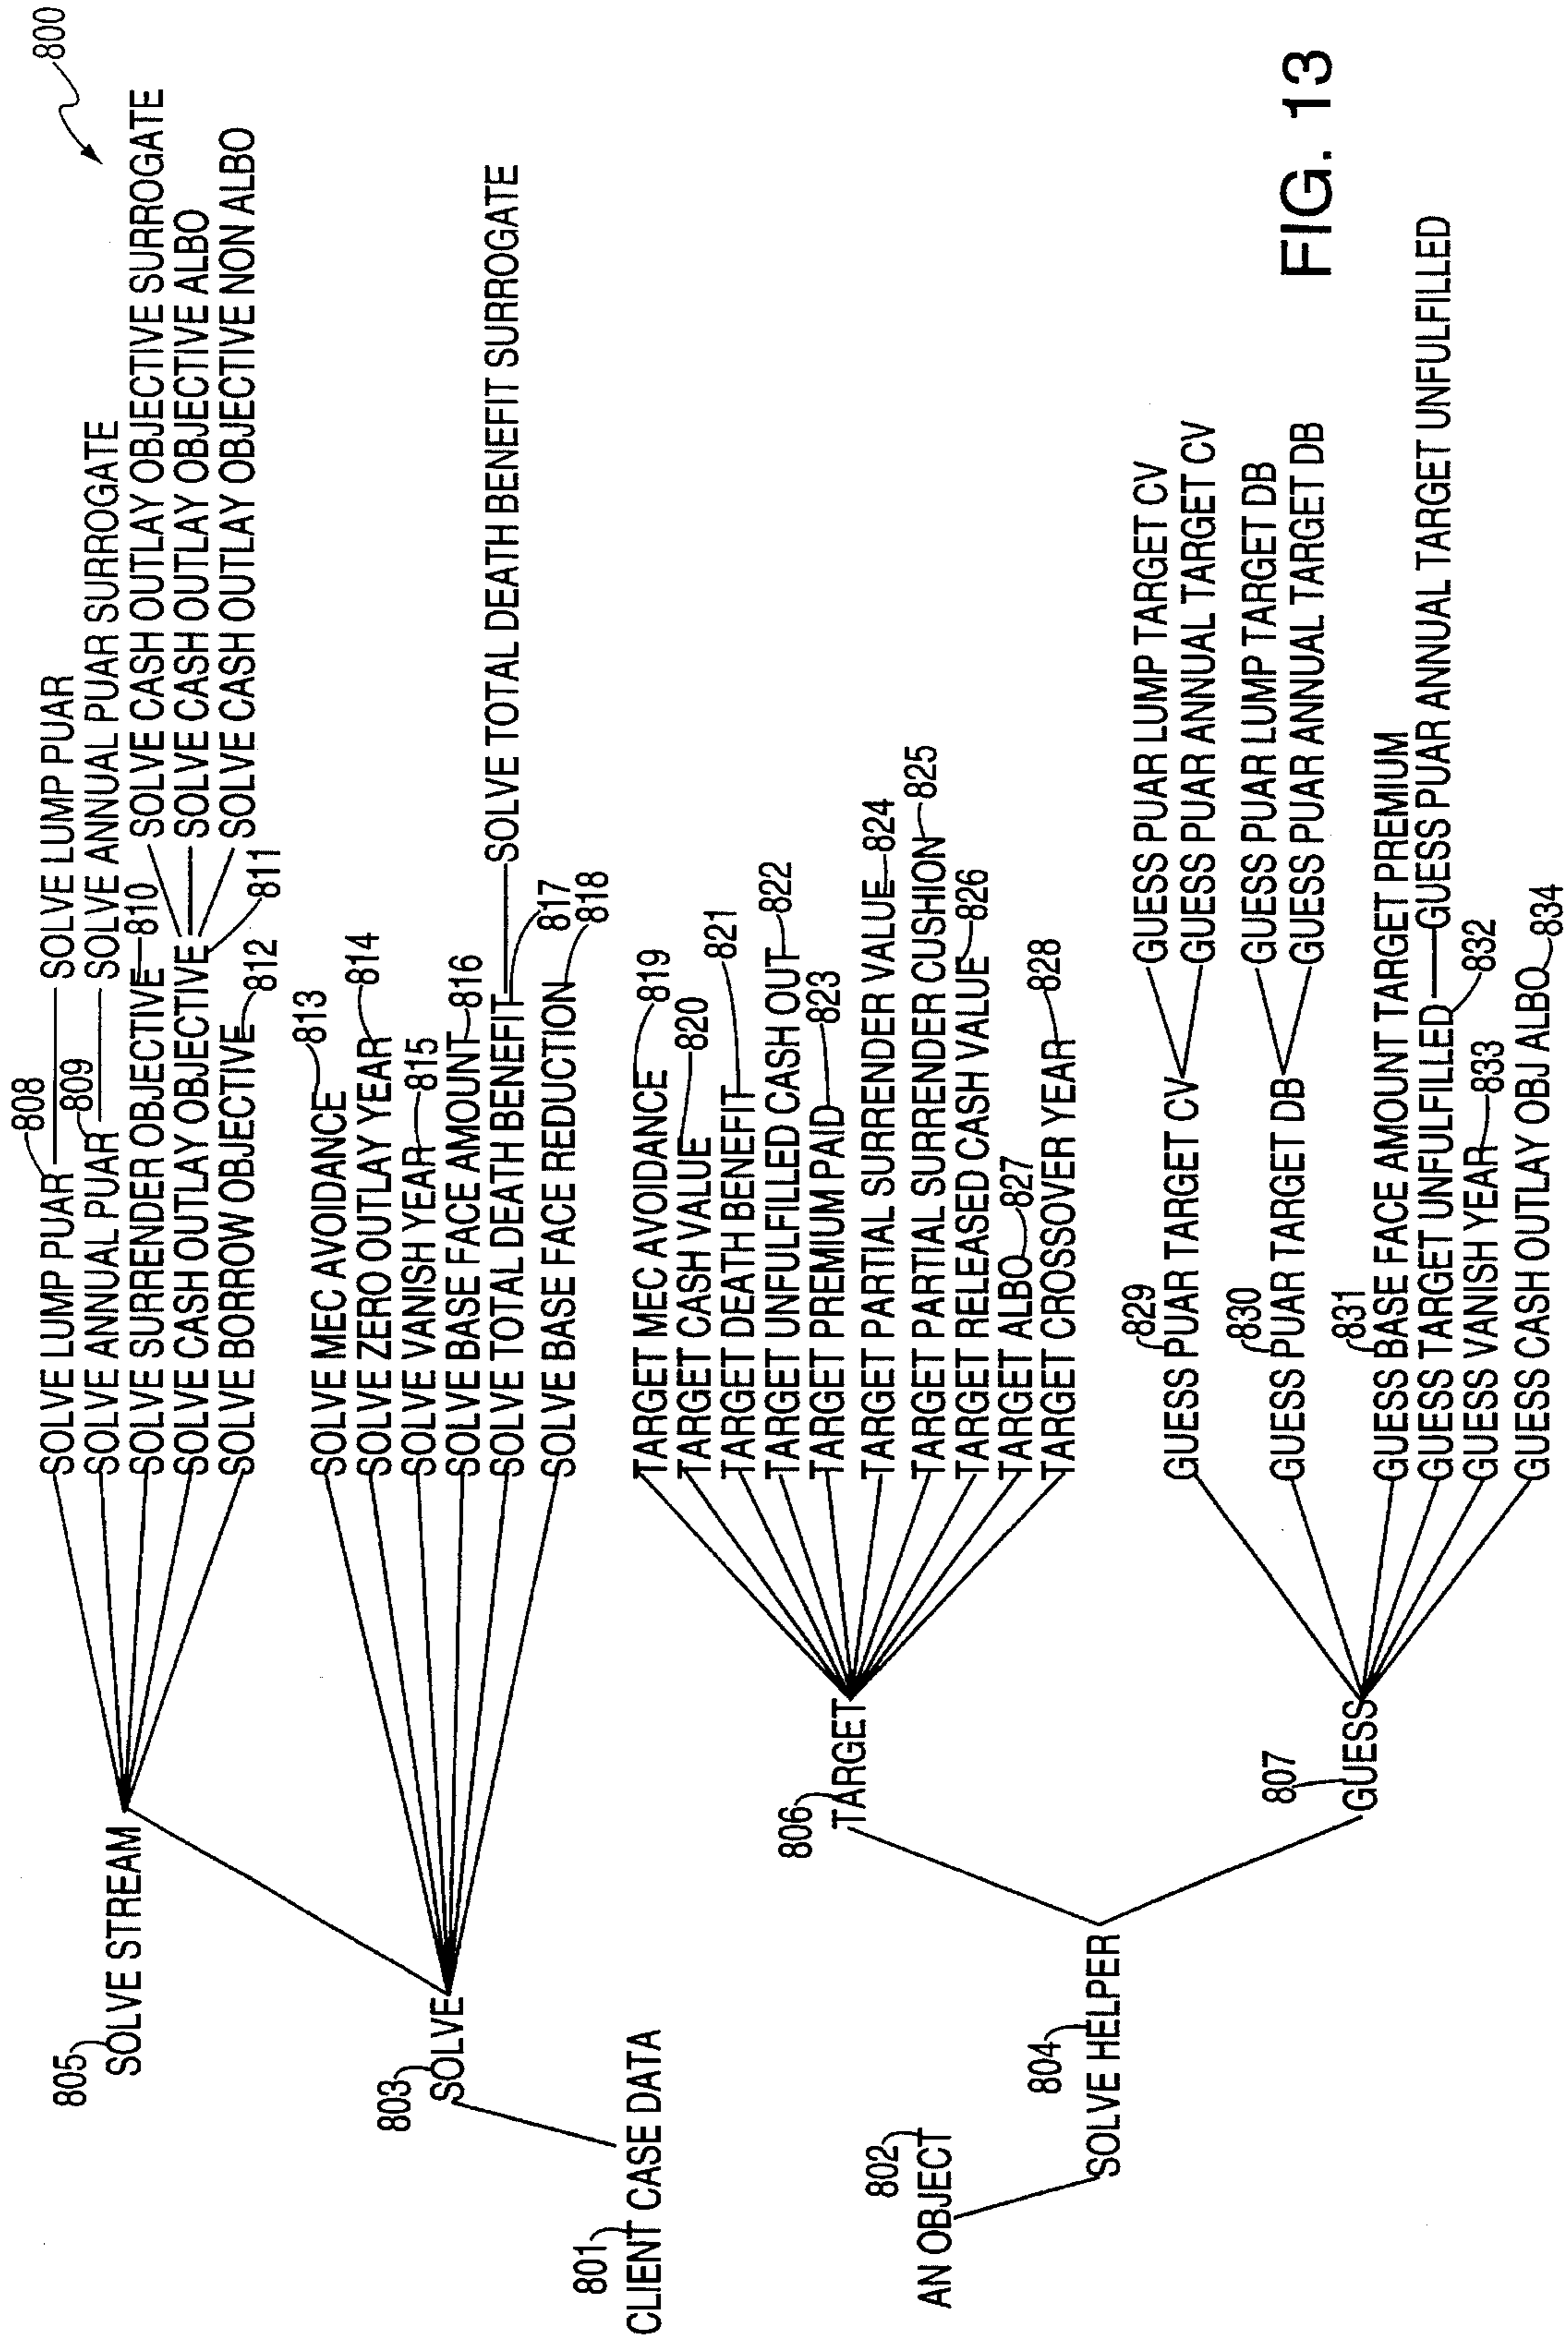 800
808
SOLVE LUMP PUAR
SOLVE LUMP PUAR
809
SOLVE ANNUAL PUAR
SOLVE ANNUAL PUAR SURROGATE
SOLVE SURRENDER OBJECTIVE
810
SOLVE CASH OUTLAY OBJECTIVE SURROGATE
SOLVE CASH OUTLAY OBJECTIVE
SOLVE CASH OUTLAY OBJECTIVE ALBO
811
SOLVE CASH OUTLAY OBJECTIVE NON ALBO
SOLVE BORROW OBJECTIVE
812
805
SOLVE STREAM
SOLVE MEC AVOIDANCE
813
SOLVE ZERO OUTLAY YEAR
814
SOLVE VANISH YEAR
815
SOLVE BASE FACE AMOUNT
816
SOLVE TOTAL DEATH BENEFIT
SOLVE TOTAL DEATH BENEFIT SURROGATE
817
SOLVE BASE FACE REDUCTION
818
803
SOLVE
801
CLIENT CASE DATA
TARGET MEC AVOIDANCE
819
TARGET CASH VALUE
820
TARGET DEATH BENEFIT
821
TARGET UNFULFILLED CASH OUT
822
TARGET PREMIUM PAID
823
TARGET PARTIAL SURRENDER VALUE
824
TARGET PARTIAL SURRENDER CUSHION
825
TARGET RELEASED CASH VALUE
826
TARGET ALBO
827
TARGET CROSSOVER YEAR
828
806
TARGET
802
AN OBJECT
804
SOLVE HELPER
829
GUESS PUAR TARGET CV
GUESS PUAR LUMP TARGET CV
GUESS PUAR ANNUAL TARGET CV
830
GUESS PUAR TARGET DB
GUESS PUAR LUMP TARGET DB
GUESS PUAR ANNUAL TARGET DB
831
GUESS BASE FACE AMOUNT TARGET PREMIUM
GUESS TARGET UNFULFILLED
GUESS PUAR ANNUAL TARGET UNFULFILLED
832
GUESS VANISH YEAR
833
GUESS CASH OUTLAY OBJ ALBO
834
807
GUESS
FIG. 13